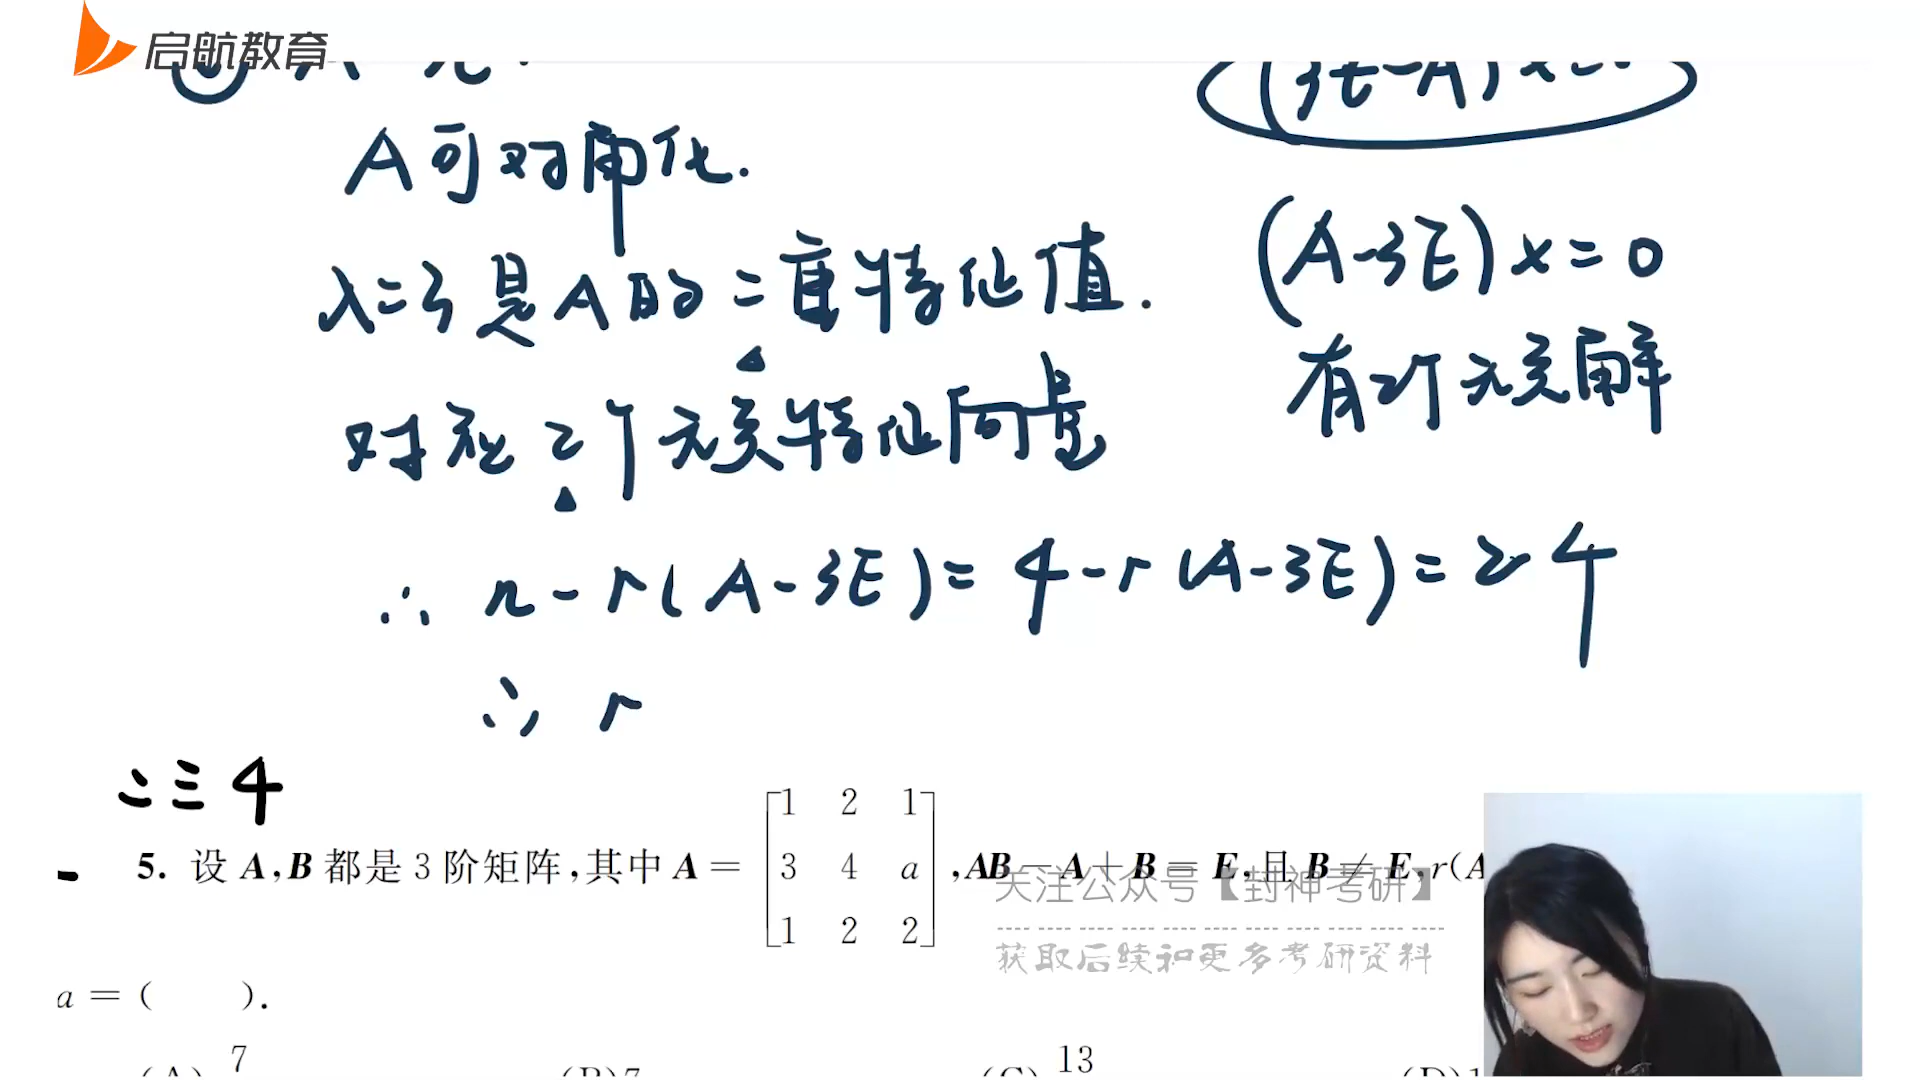 启航教育
(3E-A)x=0
A可对角化.
λ=3是A的二重特征值.
(A-3E)x=0
有2个无关解
对应2个无关特征向量
∴ n-r(A-3E)=4-r(A-3E)=2个
∴ r
二三4
5. 设 A,B 都是 3 阶矩阵,其中 A = [1 2 1
3 4 a
1 2 2] ,AB - A + B = E,且 B ≠ E,r(A
关注公众号【封神考研】
获取后续和更多考研资料
a = ( ).
(A) 7 (B)7 (C) 13 (D)1